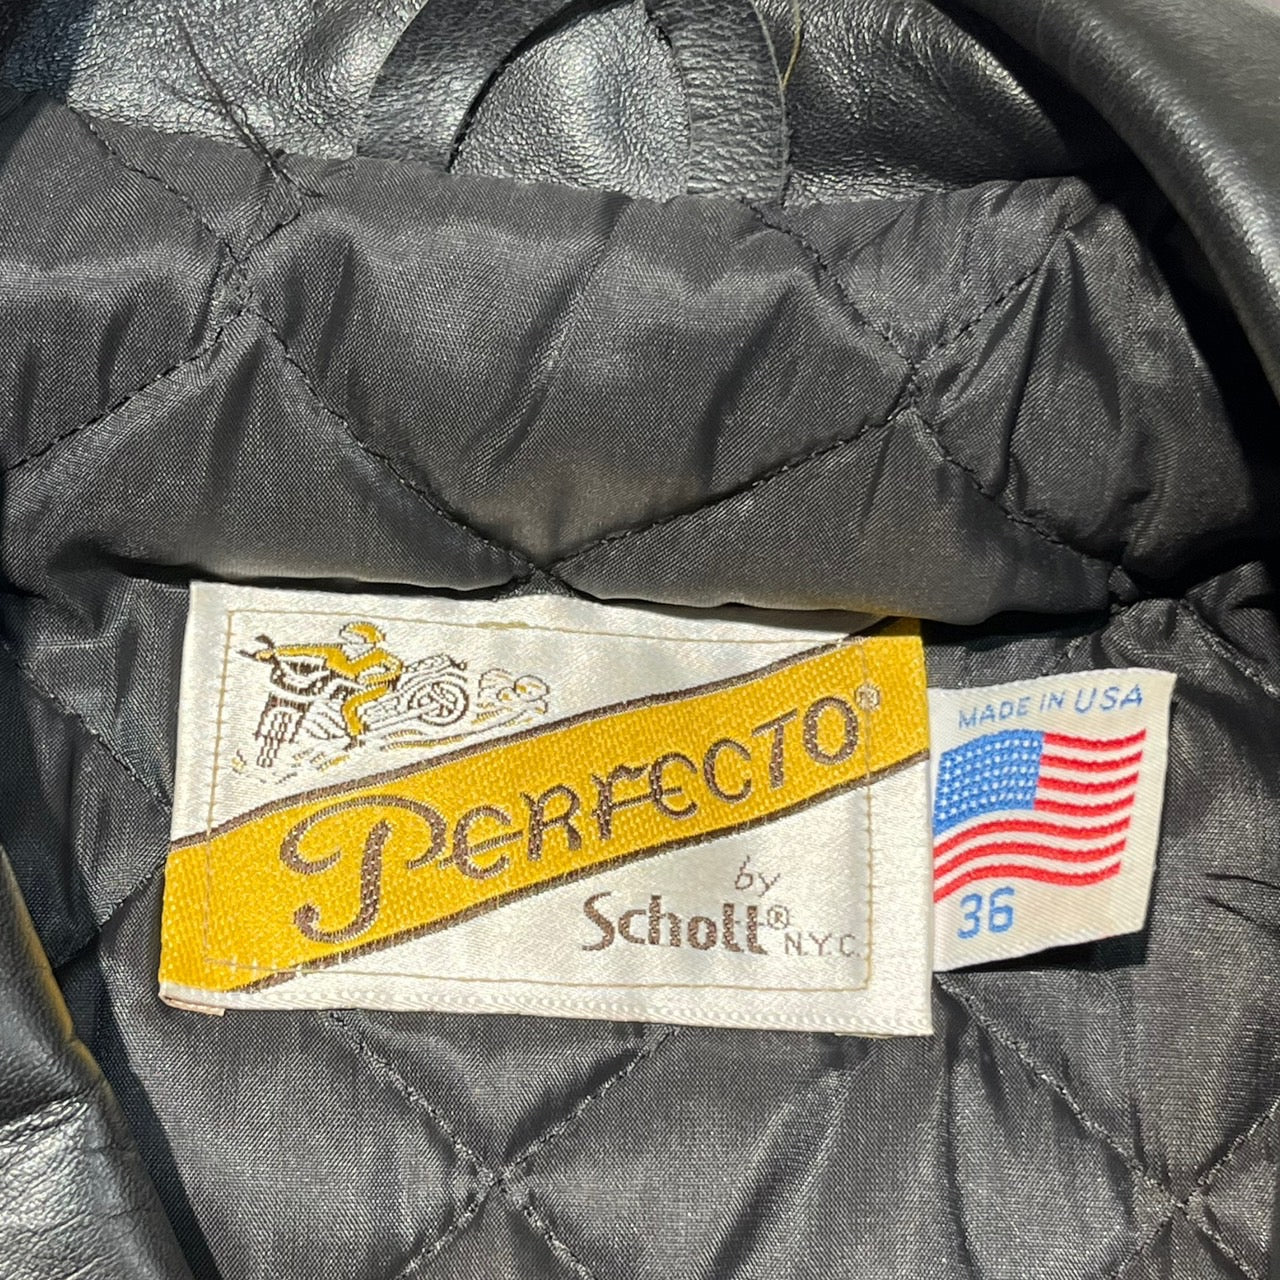 PERFECTO®
by
Schott®
N.Y.C.
MADE IN USA
36